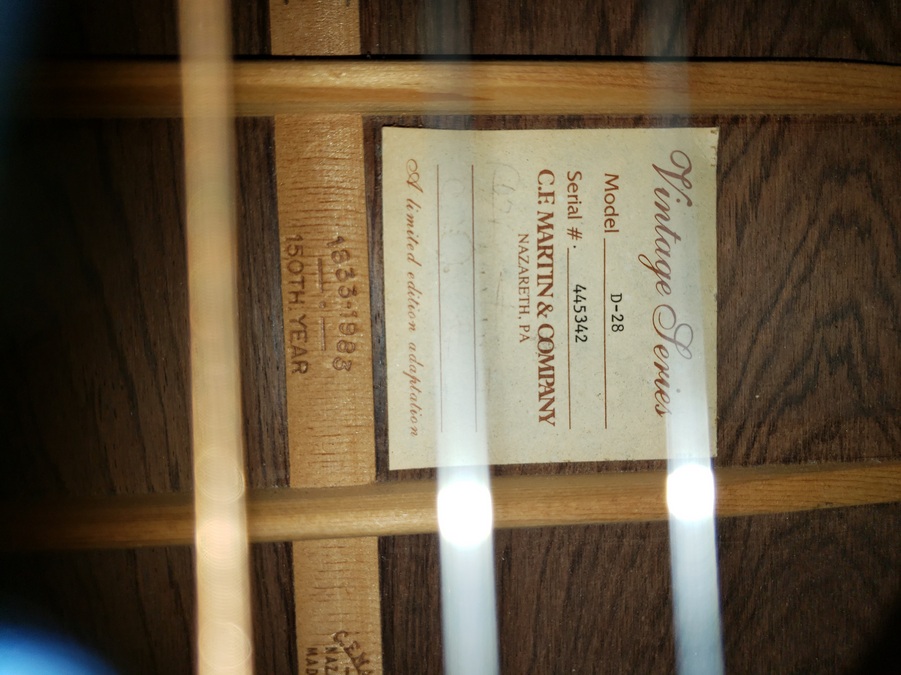 Vintage Series
Model D-28
Serial #. 445342
C.F. MARTIN & COMPANY
NAZARETH, PA
A limited edition adaptation
1833-1983
150TH YEAR